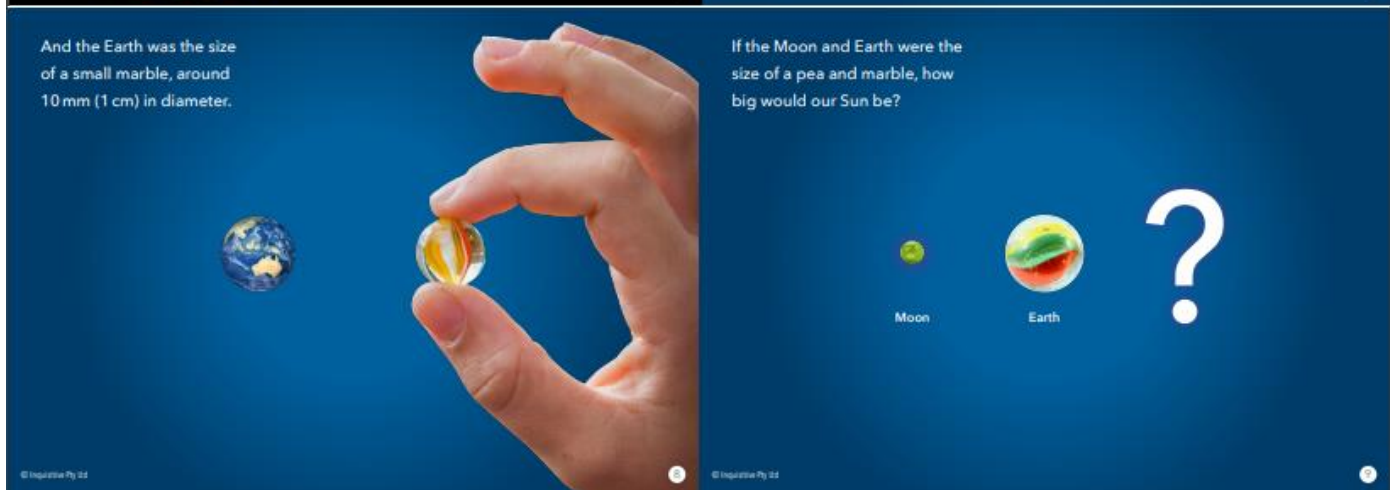 And the Earth was the size
of a small marble, around
10 mm (1 cm) in diameter.
© Inquisitive Pty Ltd
8
If the Moon and Earth were the
size of a pea and marble, how
big would our Sun be?
?
Moon
Earth
© Inquisitive Pty Ltd
9